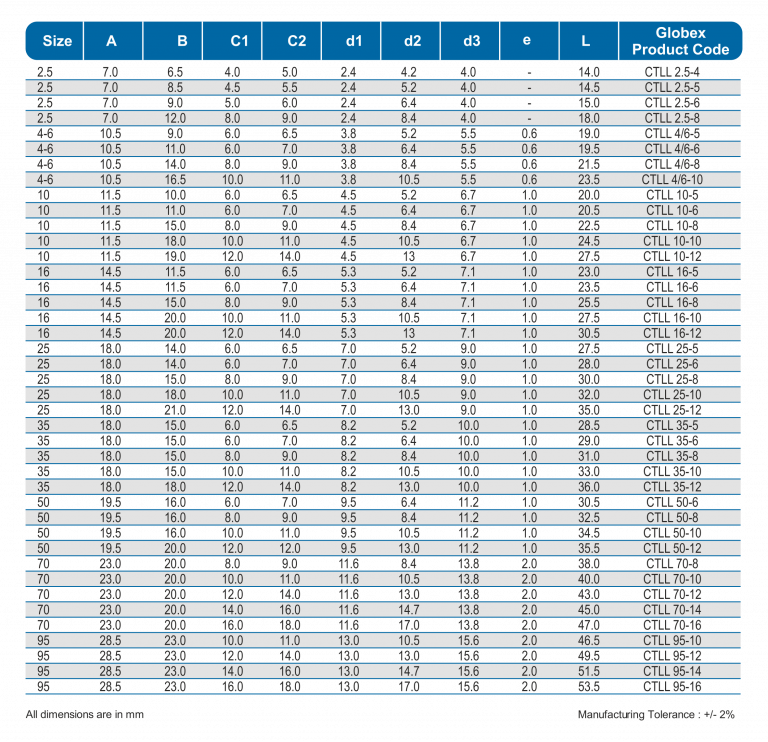 Size A B C1 C2 d1 d2 d3 e L Globex Product Code
2.5 7.0 6.5 4.0 5.0 2.4 4.2 4.0 - 14.0 CTLL 2.5-4
2.5 7.0 8.5 4.5 5.5 2.4 5.2 4.0 - 14.5 CTLL 2.5-5
2.5 7.0 9.0 5.0 6.0 2.4 6.4 4.0 - 15.0 CTLL 2.5-6
2.5 7.0 12.0 8.0 9.0 2.4 8.4 4.0 - 18.0 CTLL 2.5-8
4-6 10.5 9.0 6.0 6.5 3.8 5.2 5.5 0.6 19.0 CTLL 4/6-5
4-6 10.5 11.0 6.0 7.0 3.8 6.4 5.5 0.6 19.5 CTLL 4/6-6
4-6 10.5 14.0 8.0 9.0 3.8 8.4 5.5 0.6 21.5 CTLL 4/6-8
4-6 10.5 16.5 10.0 11.0 3.8 10.5 5.5 0.6 23.5 CTLL 4/6-10
10 11.5 10.0 6.0 6.5 4.5 5.2 6.7 1.0 20.0 CTLL 10-5
10 11.5 11.0 6.0 7.0 4.5 6.4 6.7 1.0 20.5 CTLL 10-6
10 11.5 15.0 8.0 9.0 4.5 8.4 6.7 1.0 22.5 CTLL 10-8
10 11.5 18.0 10.0 11.0 4.5 10.5 6.7 1.0 24.5 CTLL 10-10
10 11.5 19.0 12.0 14.0 4.5 13 6.7 1.0 27.5 CTLL 10-12
16 14.5 11.5 6.0 6.5 5.3 5.2 7.1 1.0 23.0 CTLL 16-5
16 14.5 11.5 6.0 7.0 5.3 6.4 7.1 1.0 23.5 CTLL 16-6
16 14.5 15.0 8.0 9.0 5.3 8.4 7.1 1.0 25.5 CTLL 16-8
16 14.5 20.0 10.0 11.0 5.3 10.5 7.1 1.0 27.5 CTLL 16-10
16 14.5 20.0 12.0 14.0 5.3 13 7.1 1.0 30.5 CTLL 16-12
25 18.0 14.0 6.0 6.5 7.0 5.2 9.0 1.0 27.5 CTLL 25-5
25 18.0 14.0 6.0 7.0 7.0 6.4 9.0 1.0 28.0 CTLL 25-6
25 18.0 15.0 8.0 9.0 7.0 8.4 9.0 1.0 30.0 CTLL 25-8
25 18.0 18.0 10.0 11.0 7.0 10.5 9.0 1.0 32.0 CTLL 25-10
25 18.0 21.0 12.0 14.0 7.0 13.0 9.0 1.0 35.0 CTLL 25-12
35 18.0 15.0 6.0 6.5 8.2 5.2 10.0 1.0 28.5 CTLL 35-5
35 18.0 15.0 6.0 7.0 8.2 6.4 10.0 1.0 29.0 CTLL 35-6
35 18.0 15.0 8.0 9.0 8.2 8.4 10.0 1.0 31.0 CTLL 35-8
35 18.0 15.0 10.0 11.0 8.2 10.5 10.0 1.0 33.0 CTLL 35-10
35 18.0 18.0 12.0 14.0 8.2 13.0 10.0 1.0 36.0 CTLL 35-12
50 19.5 16.0 6.0 7.0 9.5 6.4 11.2 1.0 30.5 CTLL 50-6
50 19.5 16.0 8.0 9.0 9.5 8.4 11.2 1.0 32.5 CTLL 50-8
50 19.5 16.0 10.0 11.0 9.5 10.5 11.2 1.0 34.5 CTLL 50-10
50 19.5 20.0 12.0 12.0 9.5 13.0 11.2 1.0 35.5 CTLL 50-12
70 23.0 20.0 8.0 9.0 11.6 8.4 13.8 2.0 38.0 CTLL 70-8
70 23.0 20.0 10.0 11.0 11.6 10.5 13.8 2.0 40.0 CTLL 70-10
70 23.0 20.0 12.0 14.0 11.6 13.0 13.8 2.0 43.0 CTLL 70-12
70 23.0 20.0 14.0 16.0 11.6 14.7 13.8 2.0 45.0 CTLL 70-14
70 23.0 20.0 16.0 18.0 11.6 17.0 13.8 2.0 47.0 CTLL 70-16
95 28.5 23.0 10.0 11.0 13.0 10.5 15.6 2.0 46.5 CTLL 95-10
95 28.5 23.0 12.0 14.0 13.0 13.0 15.6 2.0 49.5 CTLL 95-12
95 28.5 23.0 14.0 16.0 13.0 14.7 15.6 2.0 51.5 CTLL 95-14
95 28.5 23.0 16.0 18.0 13.0 17.0 15.6 2.0 53.5 CTLL 95-16
All dimensions are in mm Manufacturing Tolerance : +/- 2%